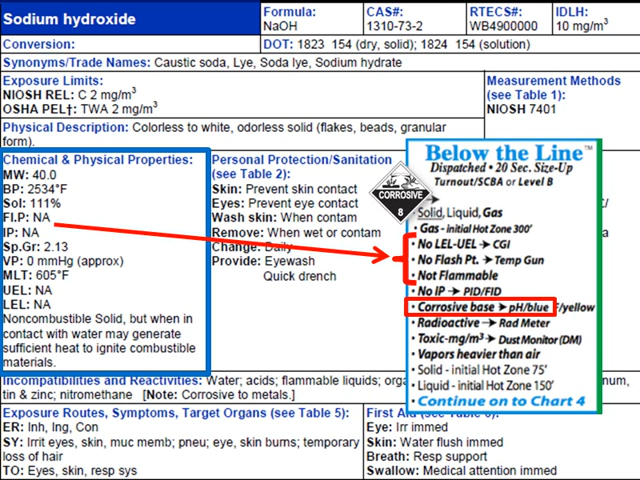 Sodium hydroxide
Formula:
NaOH
CAS#:
1310-73-2
RTECS#:
WB4900000
IDLH:
10 mg/m³
Conversion:
DOT: 1823 154 (dry, solid); 1824 154 (solution)
Synonyms/Trade Names: Caustic soda, Lye, Soda lye, Sodium hydrate
Exposure Limits:
NIOSH REL: C 2 mg/m³
OSHA PEL†: TWA 2 mg/m³
Measurement Methods
(see Table 1):
NIOSH 7401
Physical Description: Colorless to white, odorless solid (flakes, beads, granular
form).
Chemical & Physical Properties:
MW: 40.0
BP: 2534°F
Sol: 111%
Fl.P: NA
IP: NA
Sp.Gr: 2.13
VP: 0 mmHg (approx)
MLT: 605°F
UEL: NA
LEL: NA
Noncombustible Solid, but when in
contact with water may generate
sufficient heat to ignite combustible
materials.
Personal Protection/Sanitation
(see Table 2):
Skin: Prevent skin contact
Eyes: Prevent eye contact
Wash skin: When contam
Remove: When wet or contam
Change: Daily
Provide: Eyewash
Quick drench
CORROSIVE
8
Below the Line™
Dispatched • 20 Sec. Size-Up
Turnout/SCBA or Level B
• Solid, Liquid, Gas
• Gas - initial Hot Zone 300'
• No LEL-UEL → CGI
• No Flash Pt. → Temp Gun
• Not Flammable
• No IP → PID/FID
• Corrosive base → pH/blue F/yellow
• Radioactive → Rad Meter
• Toxic-mg/m³ → Dust Monitor (DM)
• Vapors heavier than air
• Solid - initial Hot Zone 75'
• Liquid - initial Hot Zone 150'
• Continue on to Chart 4
Incompatibilities and Reactivities: Water; acids; flammable liquids;
tin & zinc; nitromethane [Note: Corrosive to metals.]
Exposure Routes, Symptoms, Target Organs (see Table 5):
ER: Inh, Ing, Con
SY: Irrit eyes, skin, muc memb; pneu; eye, skin burns; temporary
loss of hair
TO: Eyes, skin, resp sys
First Aid (see Table 6):
Eye: Irr immed
Skin: Water flush immed
Breath: Resp support
Swallow: Medical attention immed